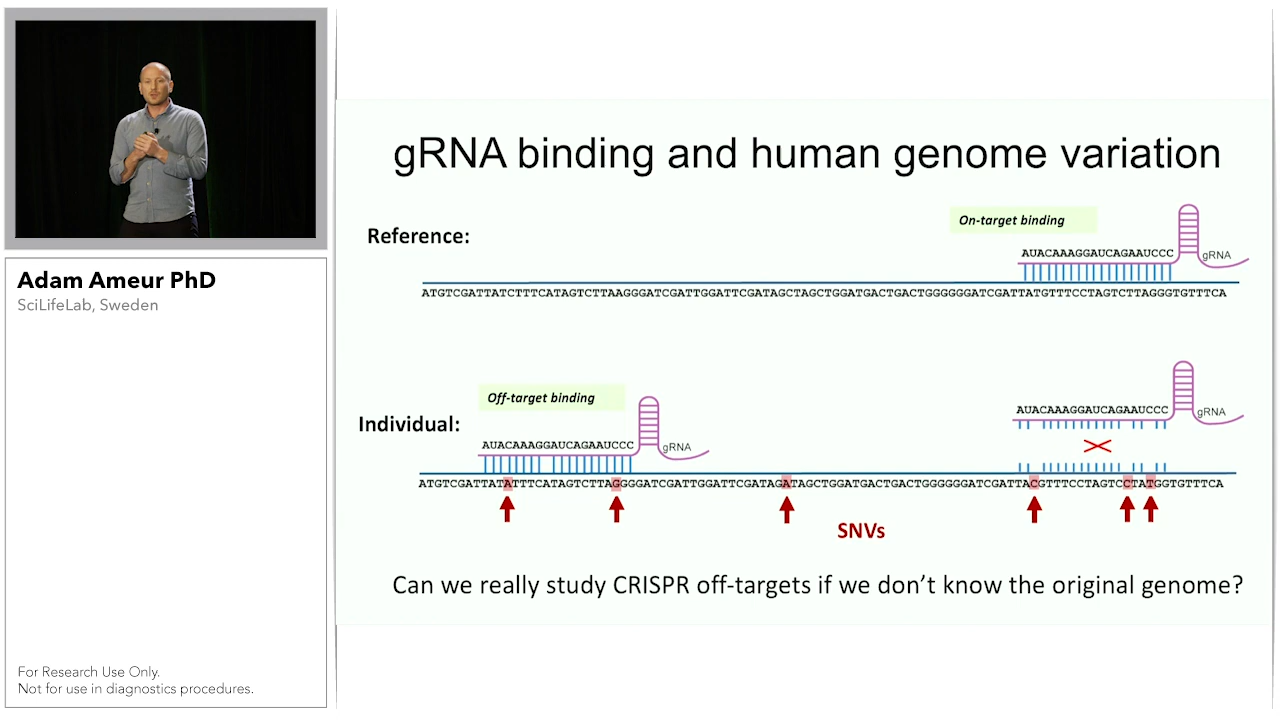 Adam Ameur PhD
SciLifeLab, Sweden
For Research Use Only.
Not for use in diagnostics procedures.
gRNA binding and human genome variation
Reference:
On-target binding
AUACAAAGGAUCAGAAUCCC
gRNA
ATGTCGATTATCTTTCATAGTCTTAAGGGATCGATTGGATTCGATAGCTAGCTGGATGACTGACTGGGGGGATCGATTATGTTTCCTAGTCTTAGGGTGTTTCA
Individual:
Off-target binding
AUACAAAGGAUCAGAAUCCC
gRNA
AUACAAAGGAUCAGAAUCCC
gRNA
ATGTCGATTATATTTCATAGTCTTAGGGGATCGATTGGATTCGATAGATAGCTGGATGACTGACTGGGGGGATCGATTACGTTTCCTAGTCCTATGGTGTTTCA
SNVs
Can we really study CRISPR off-targets if we don't know the original genome?